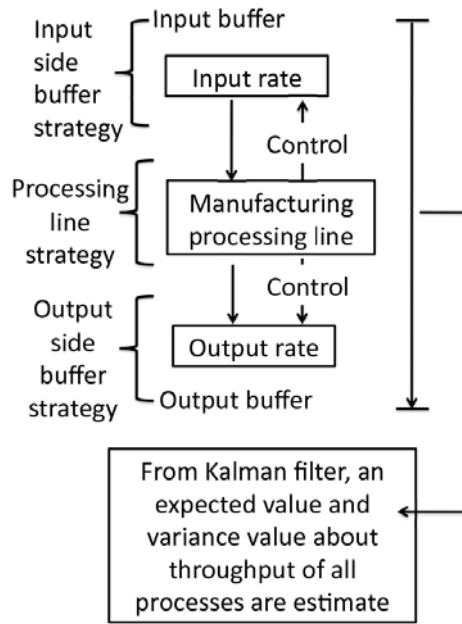 Input
side
buffer
strategy
Input buffer
Input rate
Control
Processing
line
strategy
Manufacturing
processing line
Control
Output
side
buffer
strategy
Output rate
Output buffer
From Kalman filter, an
expected value and
variance value about
throughput of all
processes are estimate